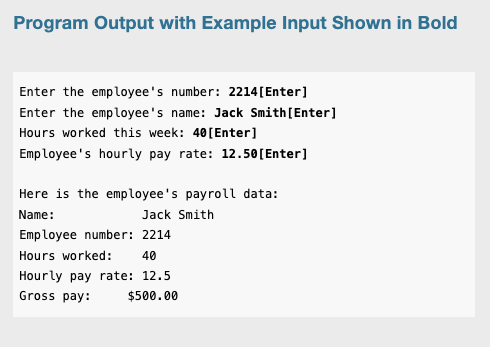 Program Output with Example Input Shown in Bold
Enter the employee's number: 2214[Enter]
Enter the employee's name: Jack Smith[Enter]
Hours worked this week: 40[Enter]
Employee's hourly pay rate: 12.50[Enter]
Here is the employee's payroll data:
Name:            Jack Smith
Employee number: 2214
Hours worked:    40
Hourly pay rate: 12.5
Gross pay:     $500.00